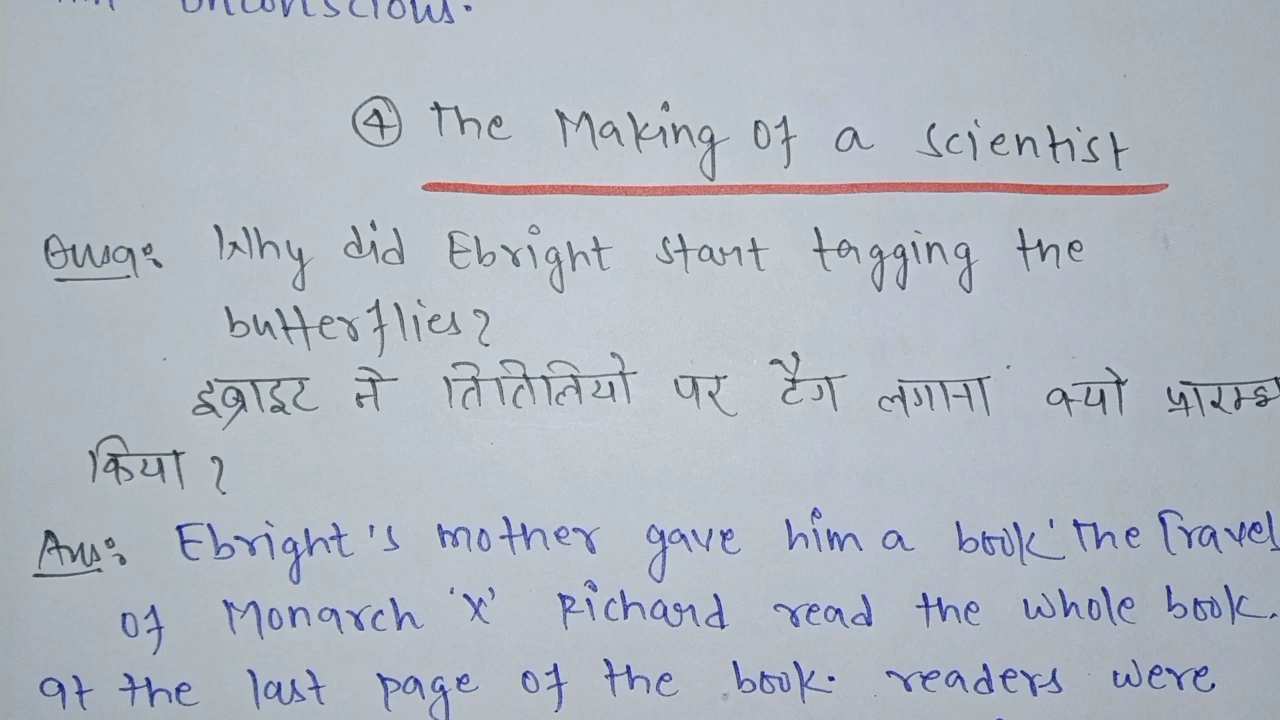 unconscious.
④ The Making Of a scientist
Ques: Why did Ebright start tagging the
butterflies?
इब्राइट ने तितिलियो पर टैग लगाना क्यो प्रारम्भ
किया ?
Ans: Ebright's mother gave him a book 'The Travel
of Monarch 'X' Richard read the whole book.
at the last page of the book. readers were